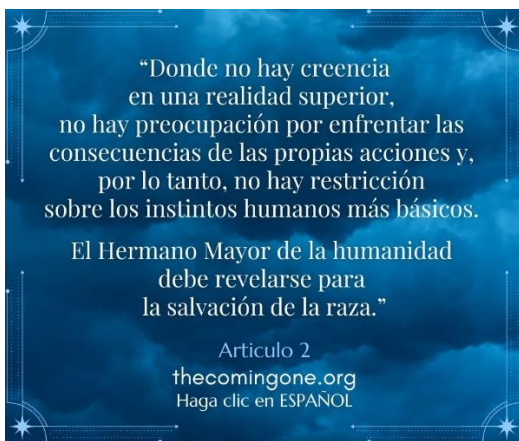 “Donde no hay creencia
en una realidad superior,
no hay preocupación por enfrentar las
consecuencias de las propias acciones y,
por lo tanto, no hay restricción
sobre los instintos humanos más básicos.
El Hermano Mayor de la humanidad
debe revelarse para
la salvación de la raza.”
Articulo 2
thecomingone.org
Haga clic en ESPAÑOL